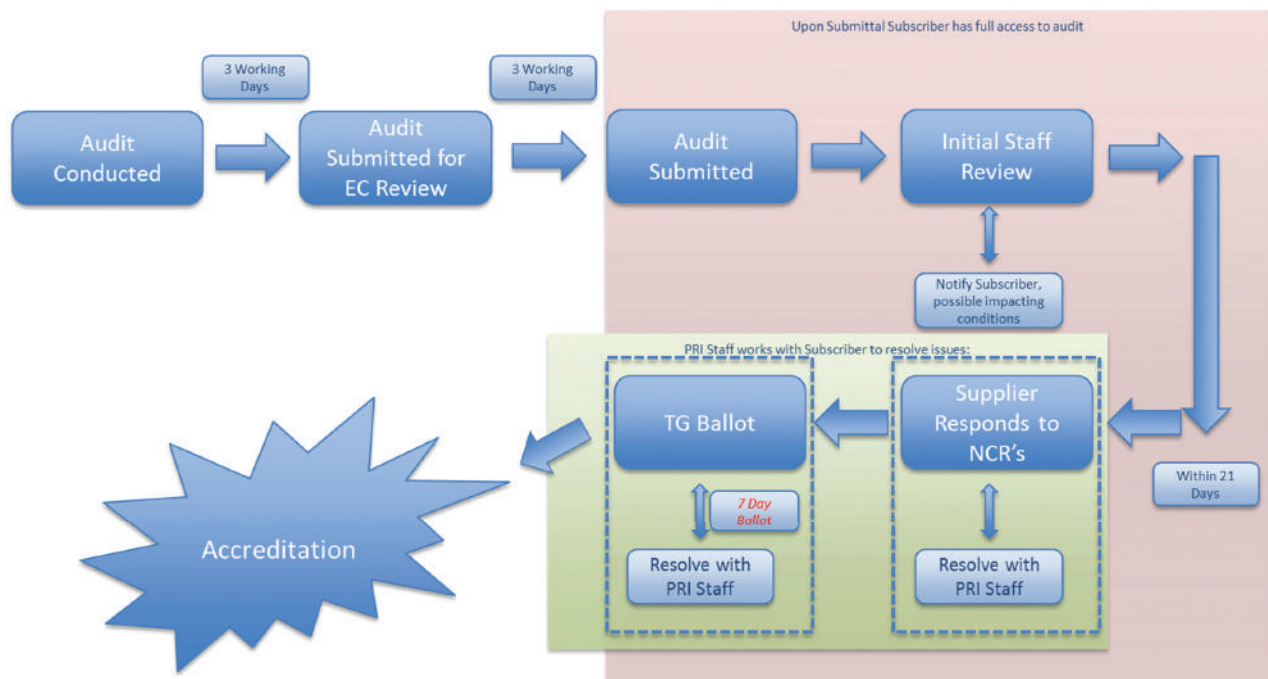 Upon Submittal Subscriber has full access to audit
3 Working
Days
3 Working
Days
Audit
Conducted
Audit
Submitted for
EC Review
Audit
Submitted
Initial Staff
Review
Notify Subscriber,
possible impacting
conditions
PRI Staff works with Subscriber to resolve issues:
Supplier
Responds to
NCR's
TG Ballot
Within 21
Days
7 Day
Ballot
Resolve with
PRI Staff
Resolve with
PRI Staff
Accreditation